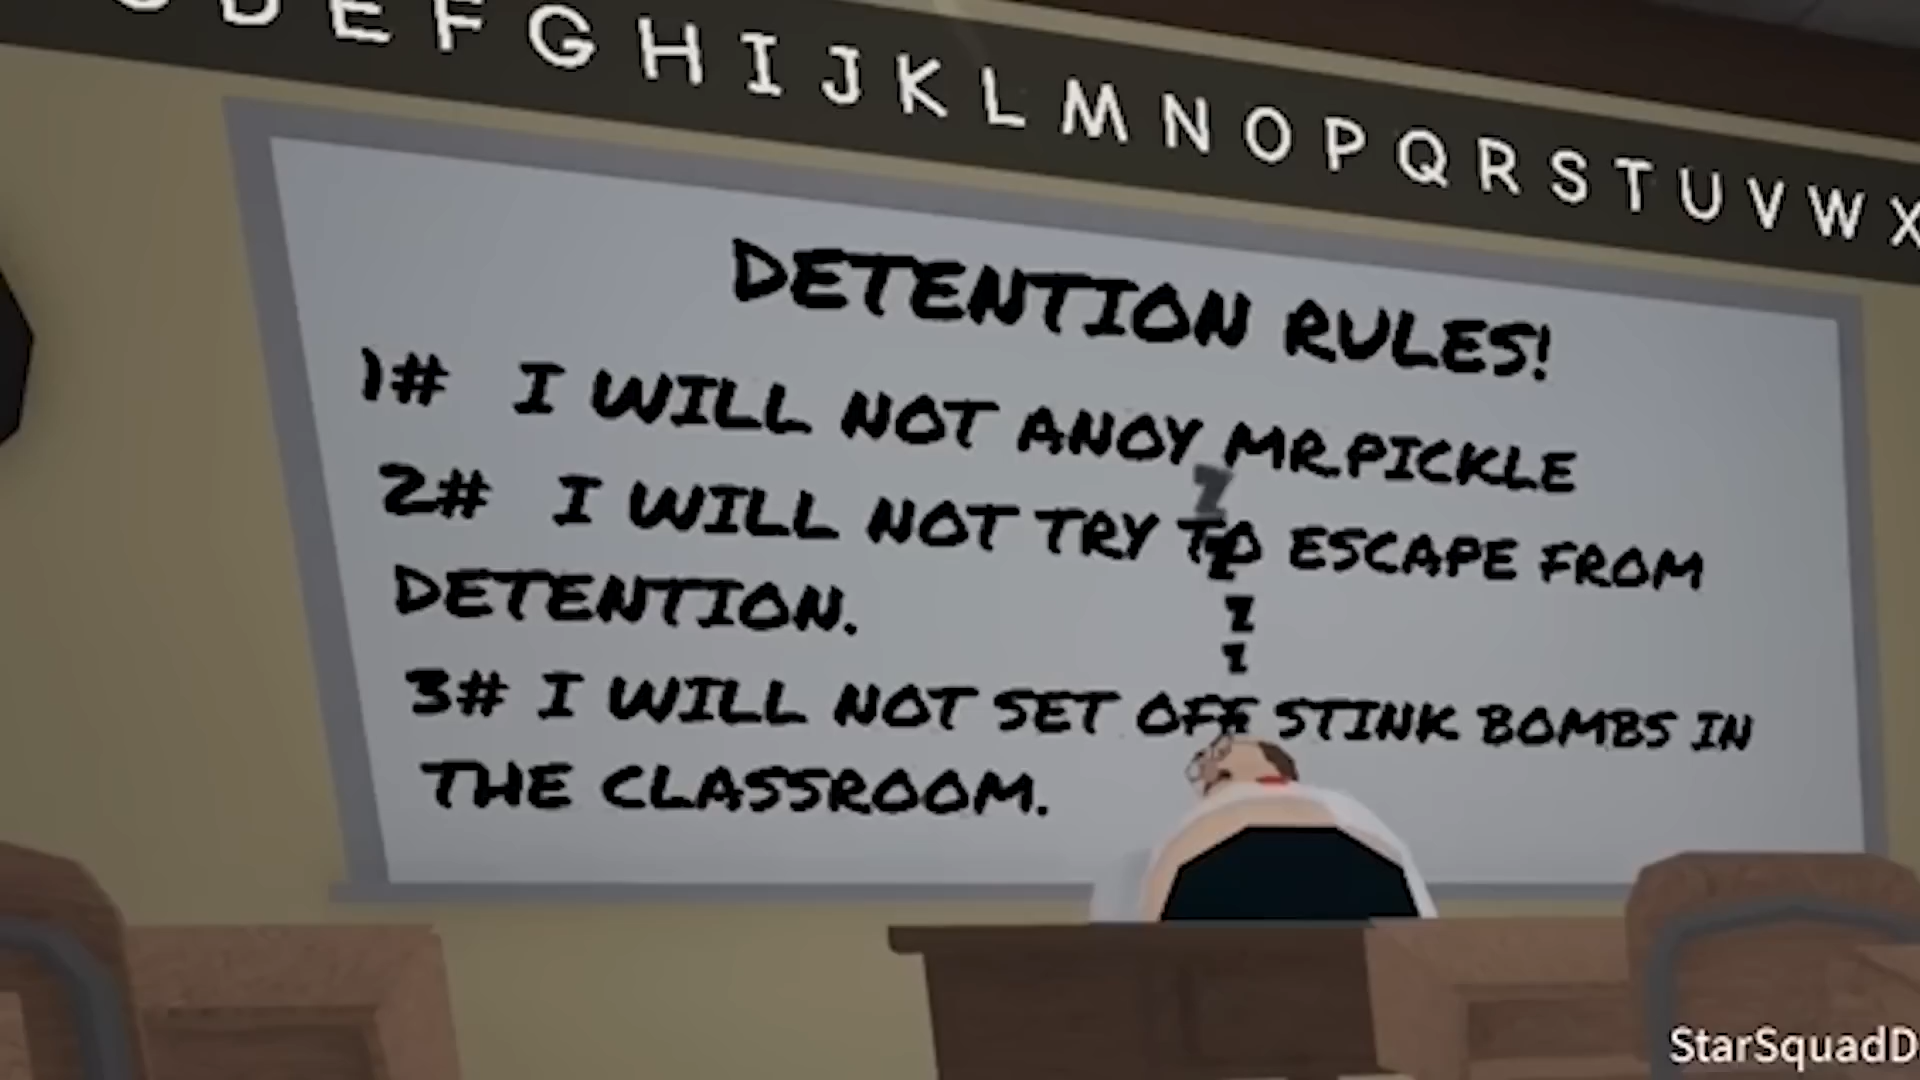 D E F G H I J K L M N O P Q R S T U V W X
DETENTION RULES!
1# I WILL NOT ANOY MR.PICKLE
2# I WILL NOT TRY TO ESCAPE FROM
DETENTION.
3# I WILL NOT SET OFF STINK BOMBS IN
THE CLASSROOM.
Z
Z
Z
Z
StarSquadD